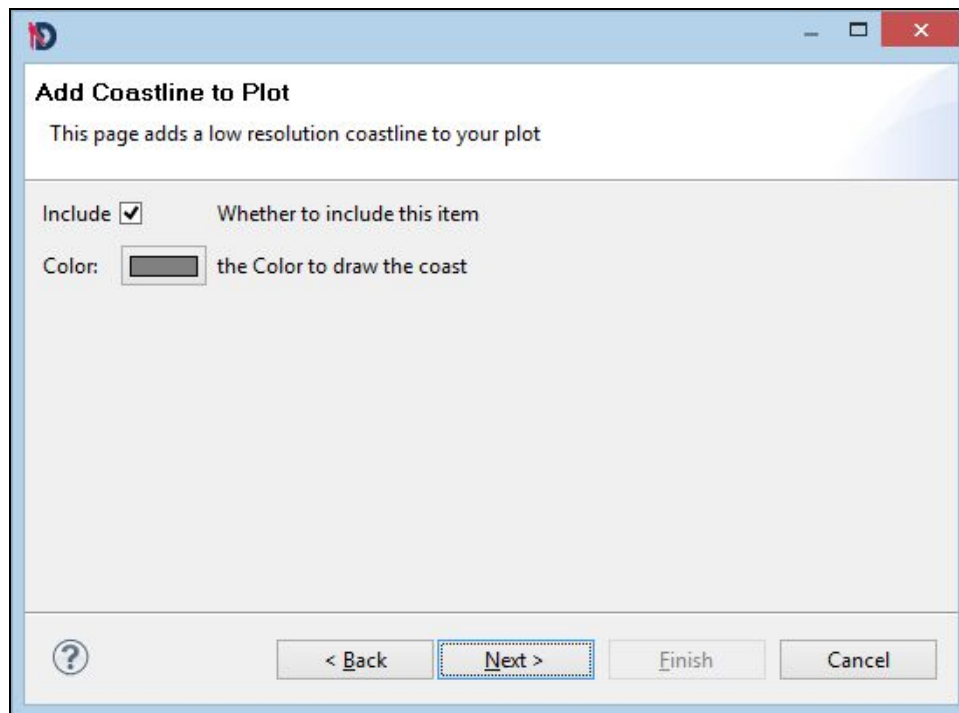 Add Coastline to Plot
This page adds a low resolution coastline to your plot
Include Whether to include this item
Color: the Color to draw the coast
? < Back Next > Finish Cancel